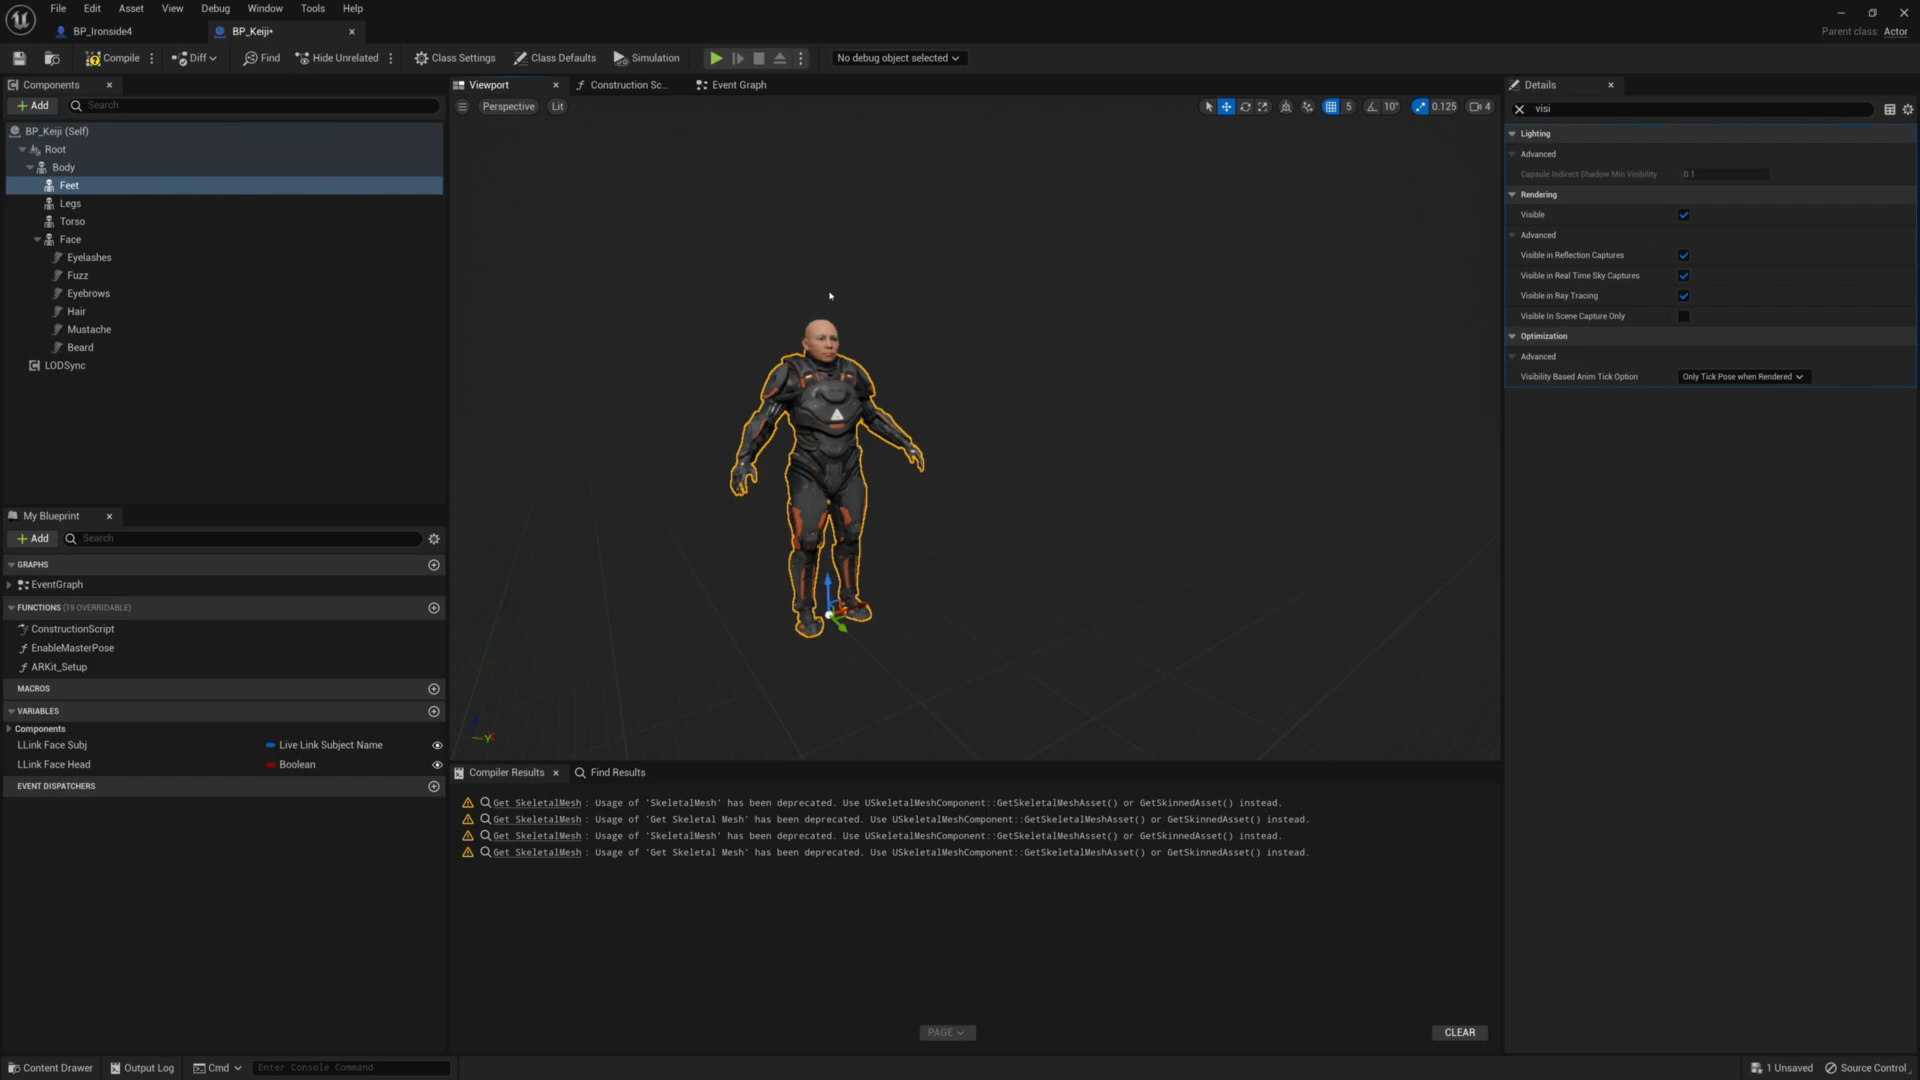 File Edit Asset View Debug Window Tools Help
BP_Ironside4
BP_Keiji•
Parent class: Actor
Compile
Diff
Find
Hide Unrelated
Class Settings
Class Defaults
Simulation
No debug object selected
Components
Add
Search
BP_Keiji (Self)
Root
Body
Feet
Legs
Torso
Face
Eyelashes
Fuzz
Eyebrows
Hair
Mustache
Beard
LODSync
My Blueprint
Add
Search
GRAPHS
EventGraph
FUNCTIONS (19 OVERRIDABLE)
ConstructionScript
EnableMasterPose
ARKit_Setup
MACROS
VARIABLES
Components
LLink Face Subj Live Link Subject Name
LLink Face Head Boolean
EVENT DISPATCHERS
Viewport
Construction Sc...
Event Graph
Perspective
Lit
5
10°
0.125
4
Compiler Results
Find Results
Get SkeletalMesh : Usage of 'SkeletalMesh' has been deprecated. Use USkeletalMeshComponent::GetSkeletalMeshAsset() or GetSkinnedAsset() instead.
Get SkeletalMesh : Usage of 'Get Skeletal Mesh' has been deprecated. Use USkeletalMeshComponent::GetSkeletalMeshAsset() or GetSkinnedAsset() instead.
Get SkeletalMesh : Usage of 'SkeletalMesh' has been deprecated. Use USkeletalMeshComponent::GetSkeletalMeshAsset() or GetSkinnedAsset() instead.
Get SkeletalMesh : Usage of 'Get Skeletal Mesh' has been deprecated. Use USkeletalMeshComponent::GetSkeletalMeshAsset() or GetSkinnedAsset() instead.
PAGE
CLEAR
Details
visi
Lighting
Advanced
Capsule Indirect Shadow Min Visibility 0.1
Rendering
Visible
Advanced
Visible in Reflection Captures
Visible in Real Time Sky Captures
Visible in Ray Tracing
Visible In Scene Capture Only
Optimization
Advanced
Visibility Based Anim Tick Option Only Tick Pose when Rendered
Content Drawer
Output Log
Cmd
Enter Console Command
1 Unsaved
Source Control